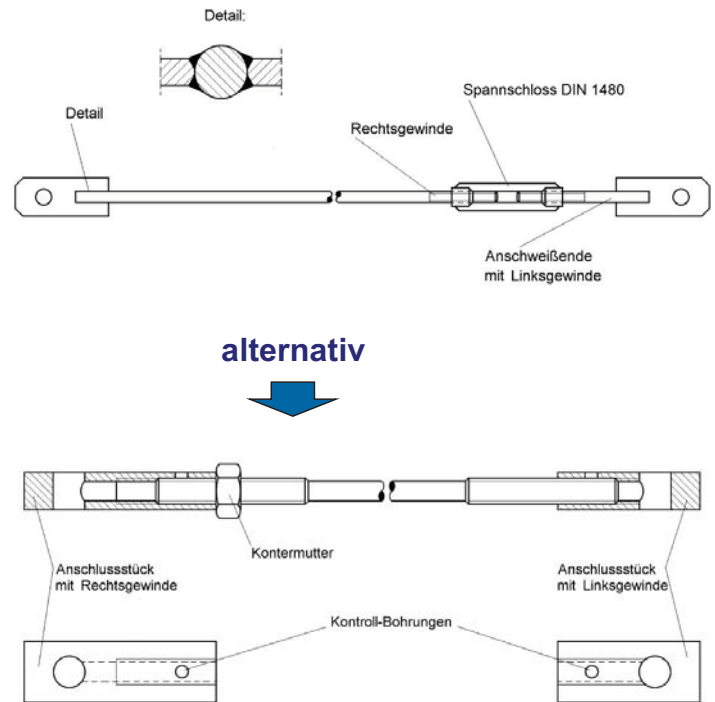 Detail:
Spannschloss DIN 1480
Detail
Rechtsgewinde
Anschweißende
mit Linksgewinde
alternativ
Kontermutter
Anschlussstück
mit Rechtsgewinde
Anschlussstück
mit Linksgewinde
Kontroll-Bohrungen